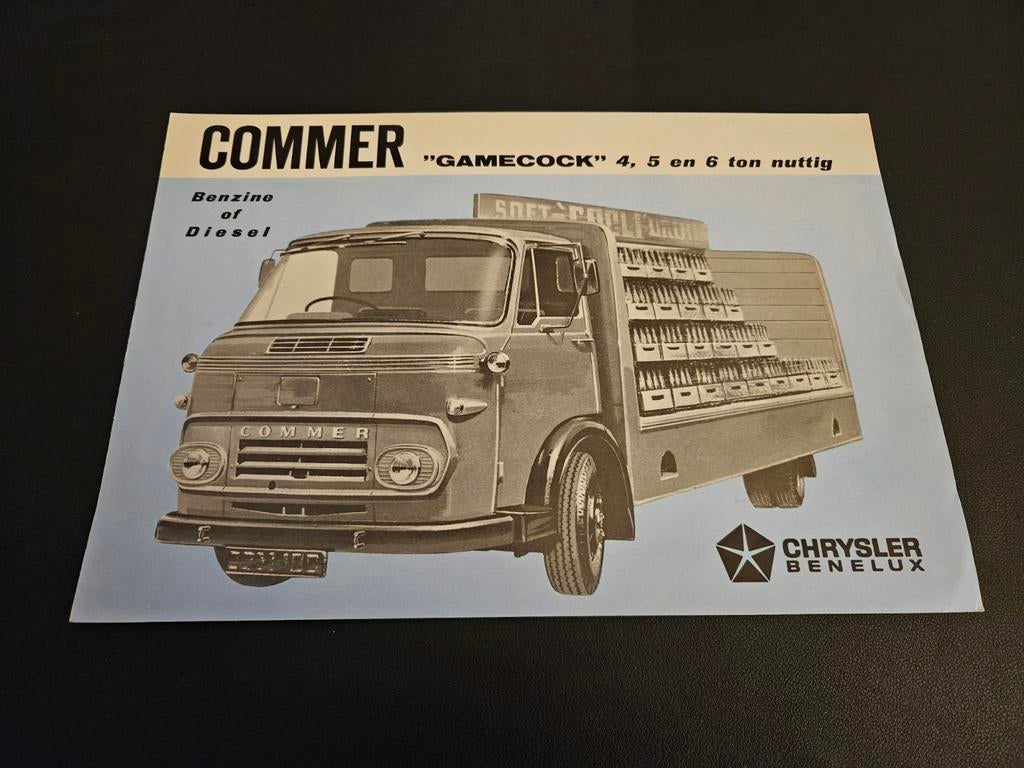 COMMER "GAMECOCK" 4, 5 en 6 ton nuttig
Benzine
of
Diesel
COMMER
CHRYSLER
BENELUX